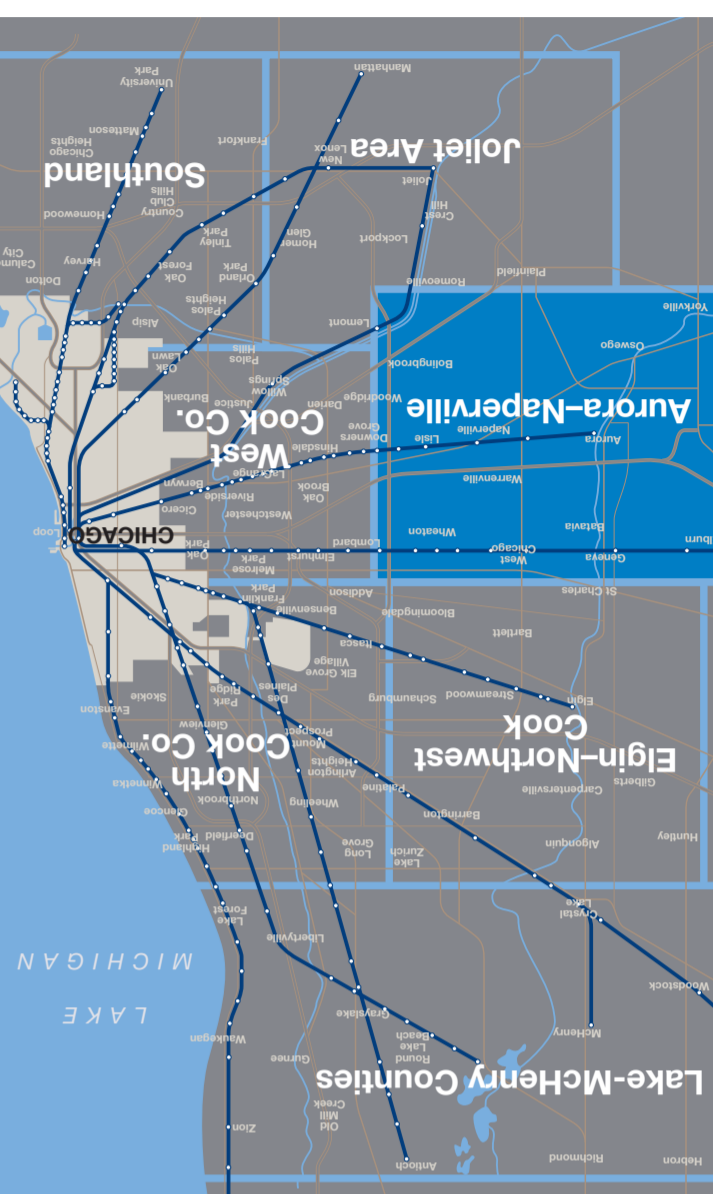 Hebron
Richmond
Antioch
Zion
Old
Mill
Creek
Lake-McHenry Counties
Gurnee
Round
Lake
Beach
McHenry
Waukegan
Grayslake
LAKE
Woodstock
MICHIGAN
Libertyville
Crystal
Lake
Lake
Forest
Lake
Zurich
Long
Grove
Highland
Park
Huntley
Algonquin
Deerfield
Barrington
Glencoe
Wheeling
Northbrook
Carpentersville
Palatine
Gilberts
Winnetka
Arlington
Heights
North
Cook Co.
Elgin–Northwest
Cook
Mount
Prospect
Wilmette
Glenview
Evanston
Elgin
Streamwood
Schaumburg
Des
Plaines
Park
Ridge
Skokie
Elk Grove
Village
Itasca
Bartlett
Bloomingdale
Bensenville
Franklin
Park
St Charles
Addison
Melrose
Park
Geneva
West
Chicago
Elmhurst
Oak
Park
lburn
Lombard
CHICAGO
Loop
Wheaton
Batavia
Westchester
Cicero
Riverside
Oak
Brook
Berwyn
Warrenville
LaGrange
West
Cook Co.
Hinsdale
Aurora
Lisle
Naperville
Downers
Grove
Aurora–Naperville
Darien
Justice
Woodridge
Burbank
Willow
Springs
Bolingbrook
Oak
Lawn
Palos
Hills
Oswego
Lemont
Alsip
Yorkville
Palos
Heights
Romeoville
Dolton
Plainfield
Orland
Park
Oak
Forest
Harvey
Calum
City
Lockport
Homer
Glen
Tinley
Park
Crest
Hill
Homewood
Country
Club
Hills
Joliet
Southland
Joliet Area
New
Lenox
Frankfort
Chicago
Heights
Matteson
University
Park
Manhattan